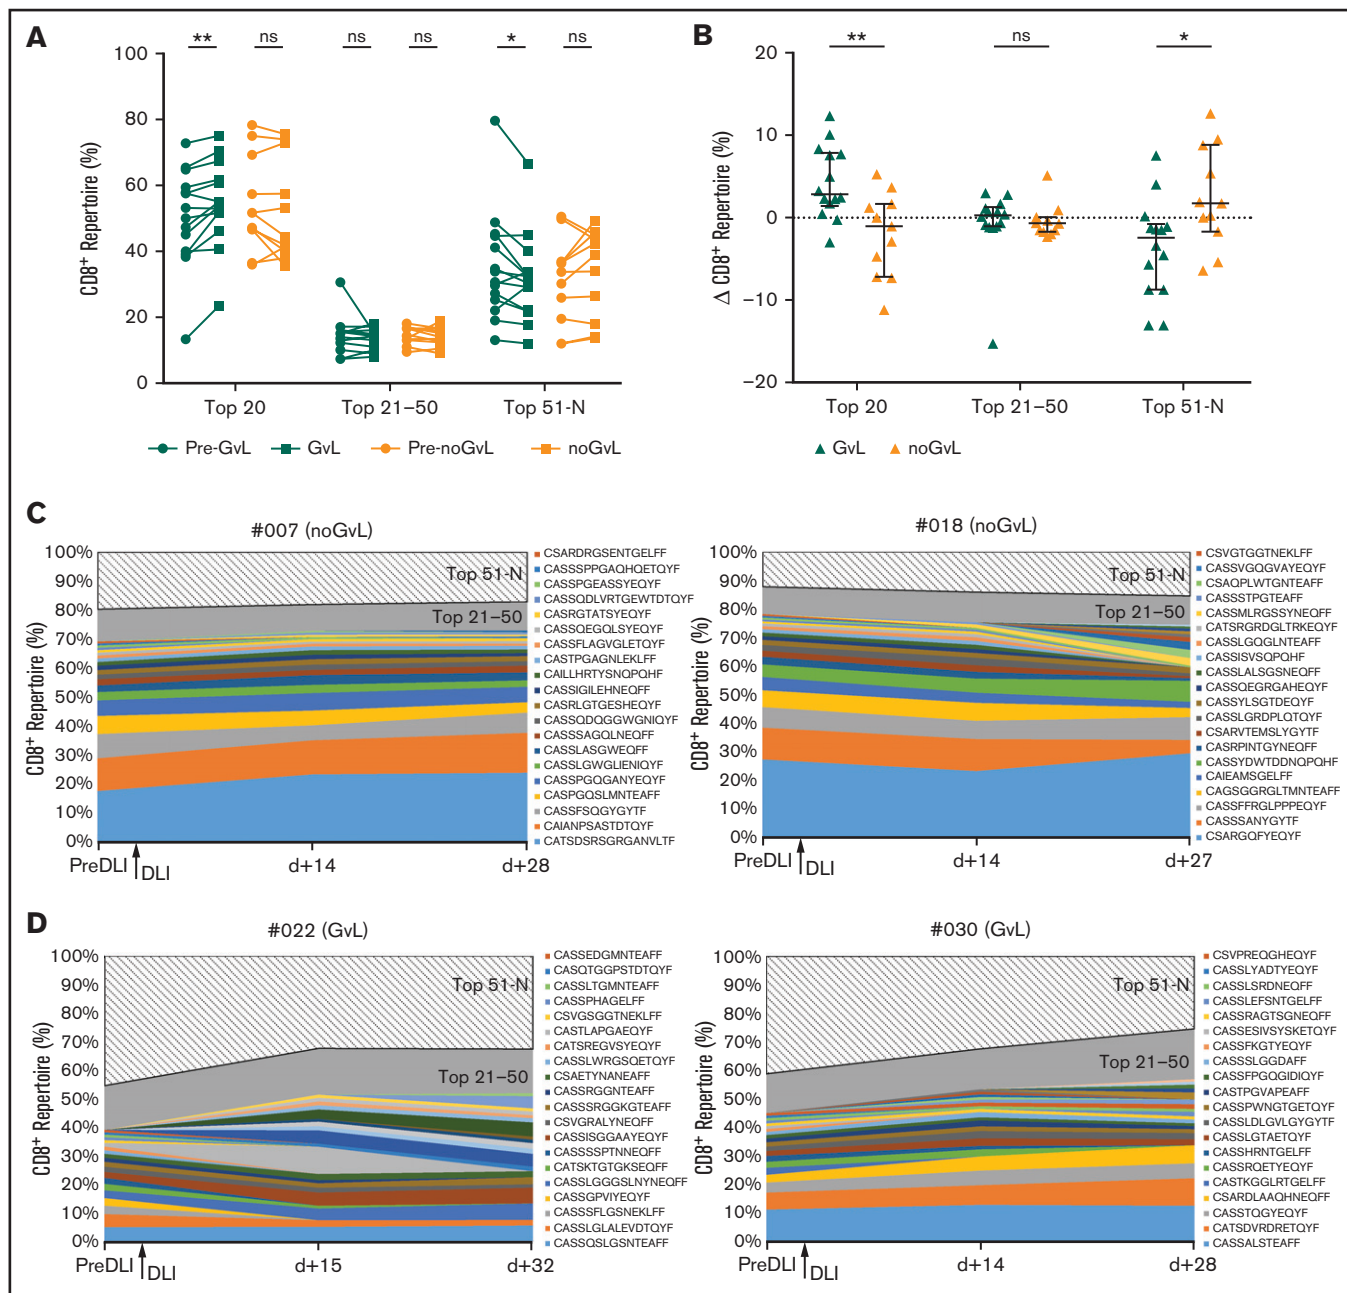 A
B
** ns ns ns * ns
100
80
60
40
20
0
CD8+ Repertoire (%)
Top 20 Top 21–50 Top 51-N
Pre-GvL GvL Pre-noGvL noGvL
** ns *
20
10
0
−10
−20
Δ CD8+ Repertoire (%)
Top 20 Top 21–50 Top 51-N
GvL noGvL
C
#007 (noGvL)
100%
90%
80%
70%
60%
50%
40%
30%
20%
10%
0%
CD8+ Repertoire (%)
Top 51-N
Top 21–50
PreDLI DLI d+14 d+28
CSARDRGSENTGELFF
CASSSPPGAQHQETQYF
CASSPGEASSYEQYF
CASSQDLVRTGEWTDTQYF
CASRGTATSYEQYF
CASSQEGQLSYEQYF
CASSFLAGVGLETQYF
CASTPGAGNLEKLFF
CAILLHRTYSNQPQHF
CASSIGILEHNEQFF
CASRLGTGESHEQYF
CASSQDQGGWGNIQYF
CASSSAGQLNEQFF
CASSLASGWEQFF
CASSLGWGLIENIQYF
CASSPGQGANYEQYF
CASPGQSLMNTEAFF
CASSFSQGYGYTF
CAIANPSASTDTQYF
CATSDSRSGRGANVLTF
#018 (noGvL)
100%
90%
80%
70%
60%
50%
40%
30%
20%
10%
0%
CD8+ Repertoire (%)
Top 51-N
Top 21–50
PreDLI DLI d+14 d+27
CSVGTGGTNEKLFF
CASSVGQGVAYEQYF
CSAQPLWTGNTEAFF
CASSSTPGTEAFF
CASSMLRGSSYNEQFF
CATSRGRDGLTRKEQYF
CASSLGQGLNTEAFF
CASSISVSQPQHF
CASSLALSGSNEQFF
CASSQEGRGAHEQYF
CASSYLSGTDEQYF
CASSLGRDPLQTQYF
CSARVTEMSLYGYTF
CASRPINTGYNEQFF
CASSYDWTDDNQPQHF
CAIEAMSGELFF
CAGSGGRGLTMNTEAFF
CASSFFRGLPPPEQYF
CASSSANYGYTF
CSARGQFYEQYF
D
#022 (GvL)
100%
90%
80%
70%
60%
50%
40%
30%
20%
10%
0%
CD8+ Repertoire (%)
Top 51-N
Top 21–50
PreDLI DLI d+15 d+32
CASSEDGMNTEAFF
CASQTGGPSTDTQYF
CASSLTGMNTEAFF
CASSPHAGELFF
CSVGSGGTNEKLFF
CASTLAPGAEQYF
CATSREGVSYEQYF
CASSLWRGSQETQYF
CSAETYNANEAFF
CASSRGGNTEAFF
CASSSRGGKGTEAFF
CSVGRALYNEQFF
CASSISGGAAYEQYF
CASSSSPTNNEQFF
CATSKTGTGKSEQFF
CASSLGGGSLNYNEQFF
CASSGPVIYEQYF
CASSSFLGSNEKLFF
CASSLGLALEVDTQYF
CASSQSLGSNTEAFF
#030 (GvL)
100%
90%
80%
70%
60%
50%
40%
30%
20%
10%
0%
CD8+ Repertoire (%)
Top 51-N
Top 21–50
PreDLI DLI d+14 d+28
CSVPREQGHEQYF
CASSLYADTYEQYF
CASSLSRDNEQFF
CASSLEFSNTGELFF
CASSRAGTSGNEQFF
CASSESIVSYSKETQYF
CASSFKGTYEQYF
CASSSLGGDAFF
CASSFPGQGIDIQYF
CASTPGVAPEAFF
CASSPWNGTGETQYF
CASSLDLGVLGYGYTF
CASSLGTAETQYF
CASSHRNTGELFF
CASSRQETYEQYF
CASTKGGLRTGELFF
CSARDLAAQHNEQFF
CASSTQGYEQYF
CATSDVRDRETQYF
CASSALSTEAFF